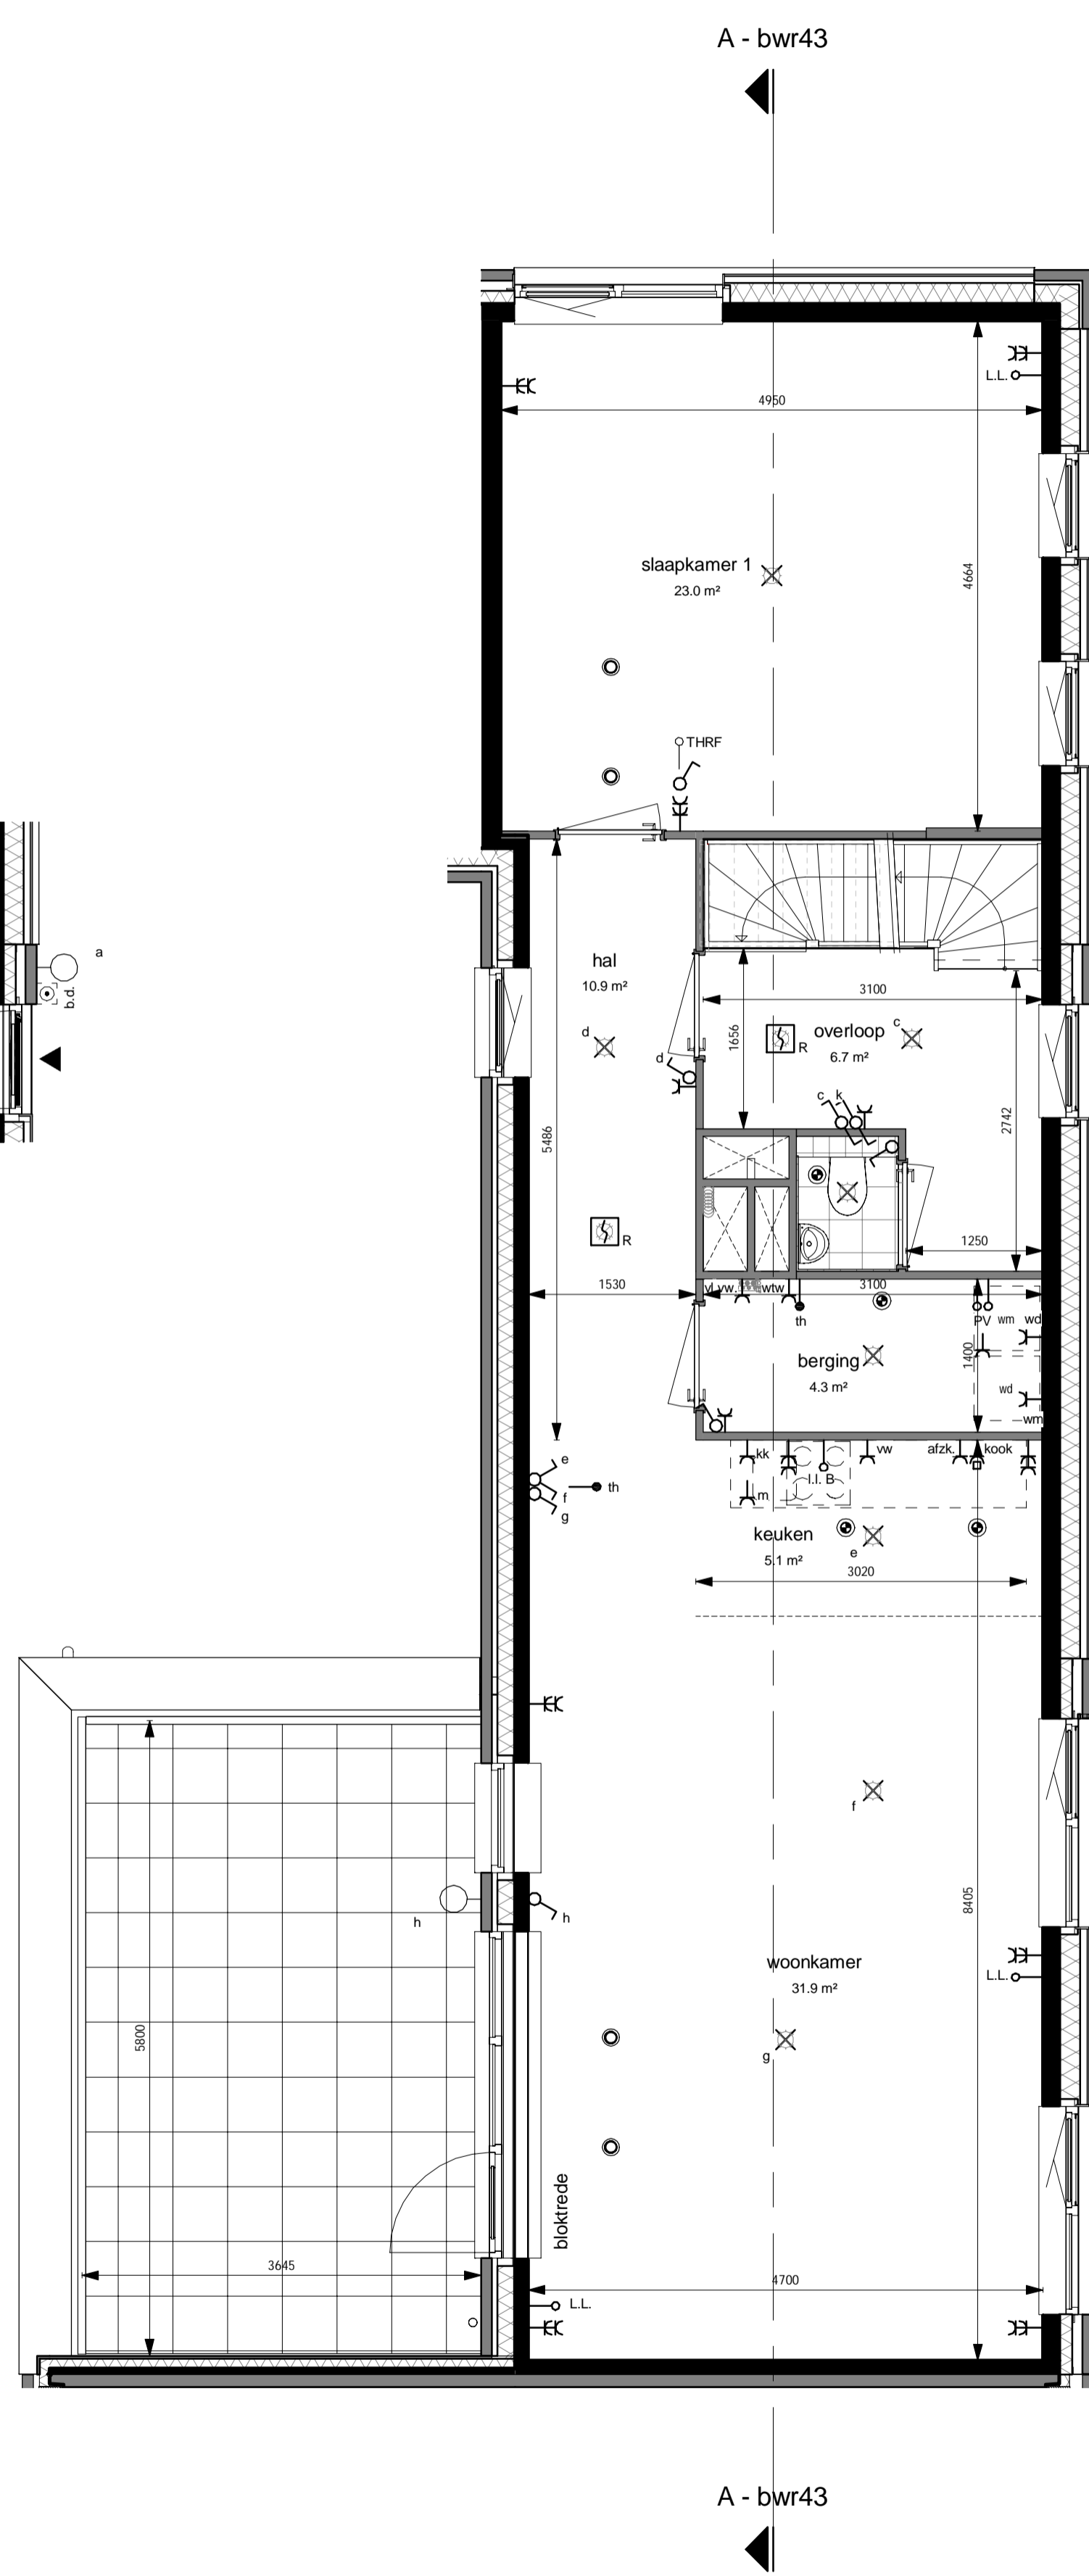 A - bwr43
L.L.
4950
slaapkamer 1
23.0 m²
4664
THRF
a
b.d.
hal
10.9 m²
d
d
5486
R
1530
3100
1656
R
overloop
6.7 m²
c
c k
2742
1250
vl.vw.
wtw
3100
th
PV
wm
wd
berging
4.3 m²
1400
wd
wm
kk
l.l. B
vw
afzk.
kook
m
e
f
g
th
keuken
5.1 m²
e
3020
f
h
h
8405
woonkamer
31.9 m²
L.L.
g
5800
bloktrede
3645
4700
L.L.
A - bwr43